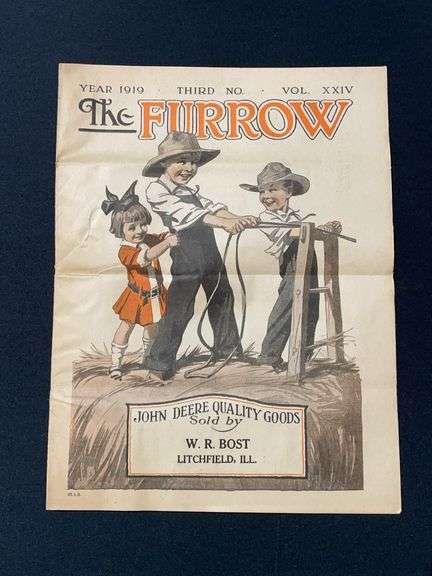 YEAR 1919 · THIRD NO. · VOL. XXIV
The FURROW
JOHN DEERE QUALITY GOODS
Sold by
W. R. BOST
LITCHFIELD, ILL.